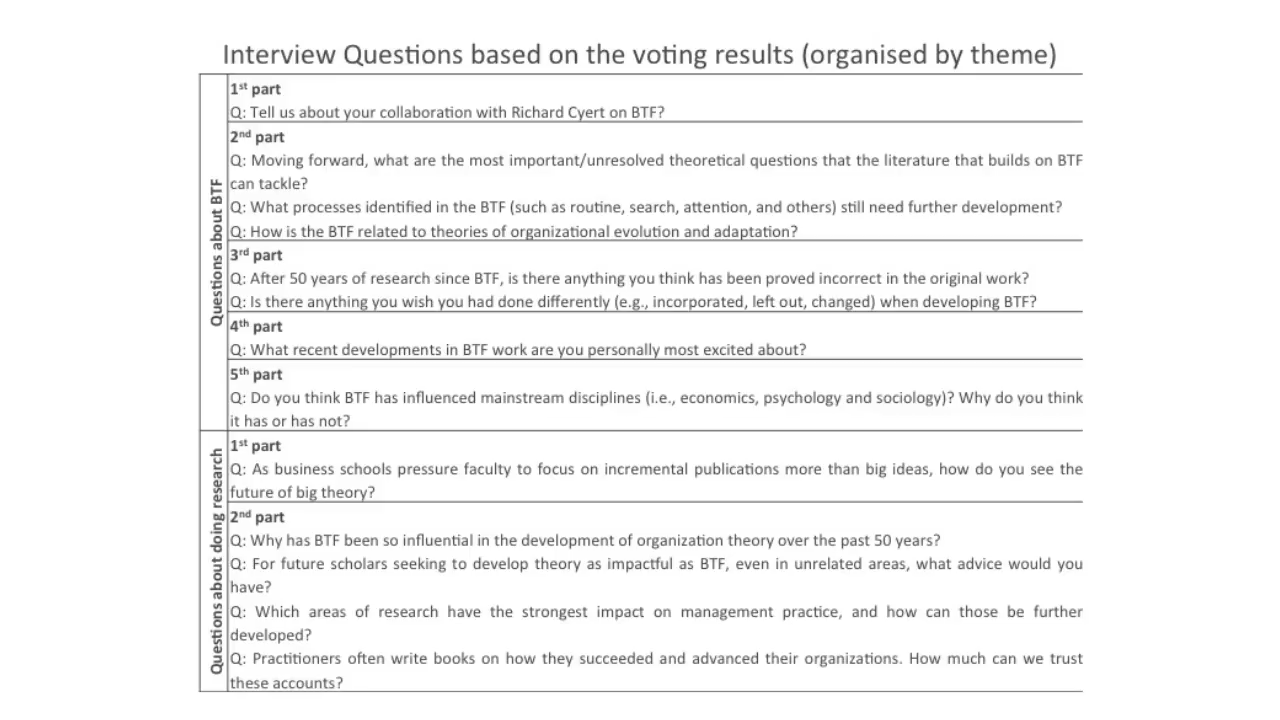 Interview Questions based on the voting results (organised by theme)
Questions about BTF
1st part
Q: Tell us about your collaboration with Richard Cyert on BTF?
2nd part
Q: Moving forward, what are the most important/unresolved theoretical questions that the literature that builds on BTF
can tackle?
Q: What processes identified in the BTF (such as routine, search, attention, and others) still need further development?
Q: How is the BTF related to theories of organizational evolution and adaptation?
3rd part
Q: After 50 years of research since BTF, is there anything you think has been proved incorrect in the original work?
Q: Is there anything you wish you had done differently (e.g., incorporated, left out, changed) when developing BTF?
4th part
Q: What recent developments in BTF work are you personally most excited about?
5th part
Q: Do you think BTF has influenced mainstream disciplines (i.e., economics, psychology and sociology)? Why do you think
it has or has not?
Questions about doing research
1st part
Q: As business schools pressure faculty to focus on incremental publications more than big ideas, how do you see the
future of big theory?
2nd part
Q: Why has BTF been so influential in the development of organization theory over the past 50 years?
Q: For future scholars seeking to develop theory as impactful as BTF, even in unrelated areas, what advice would you
have?
Q: Which areas of research have the strongest impact on management practice, and how can those be further
developed?
Q: Practitioners often write books on how they succeeded and advanced their organizations. How much can we trust
these accounts?